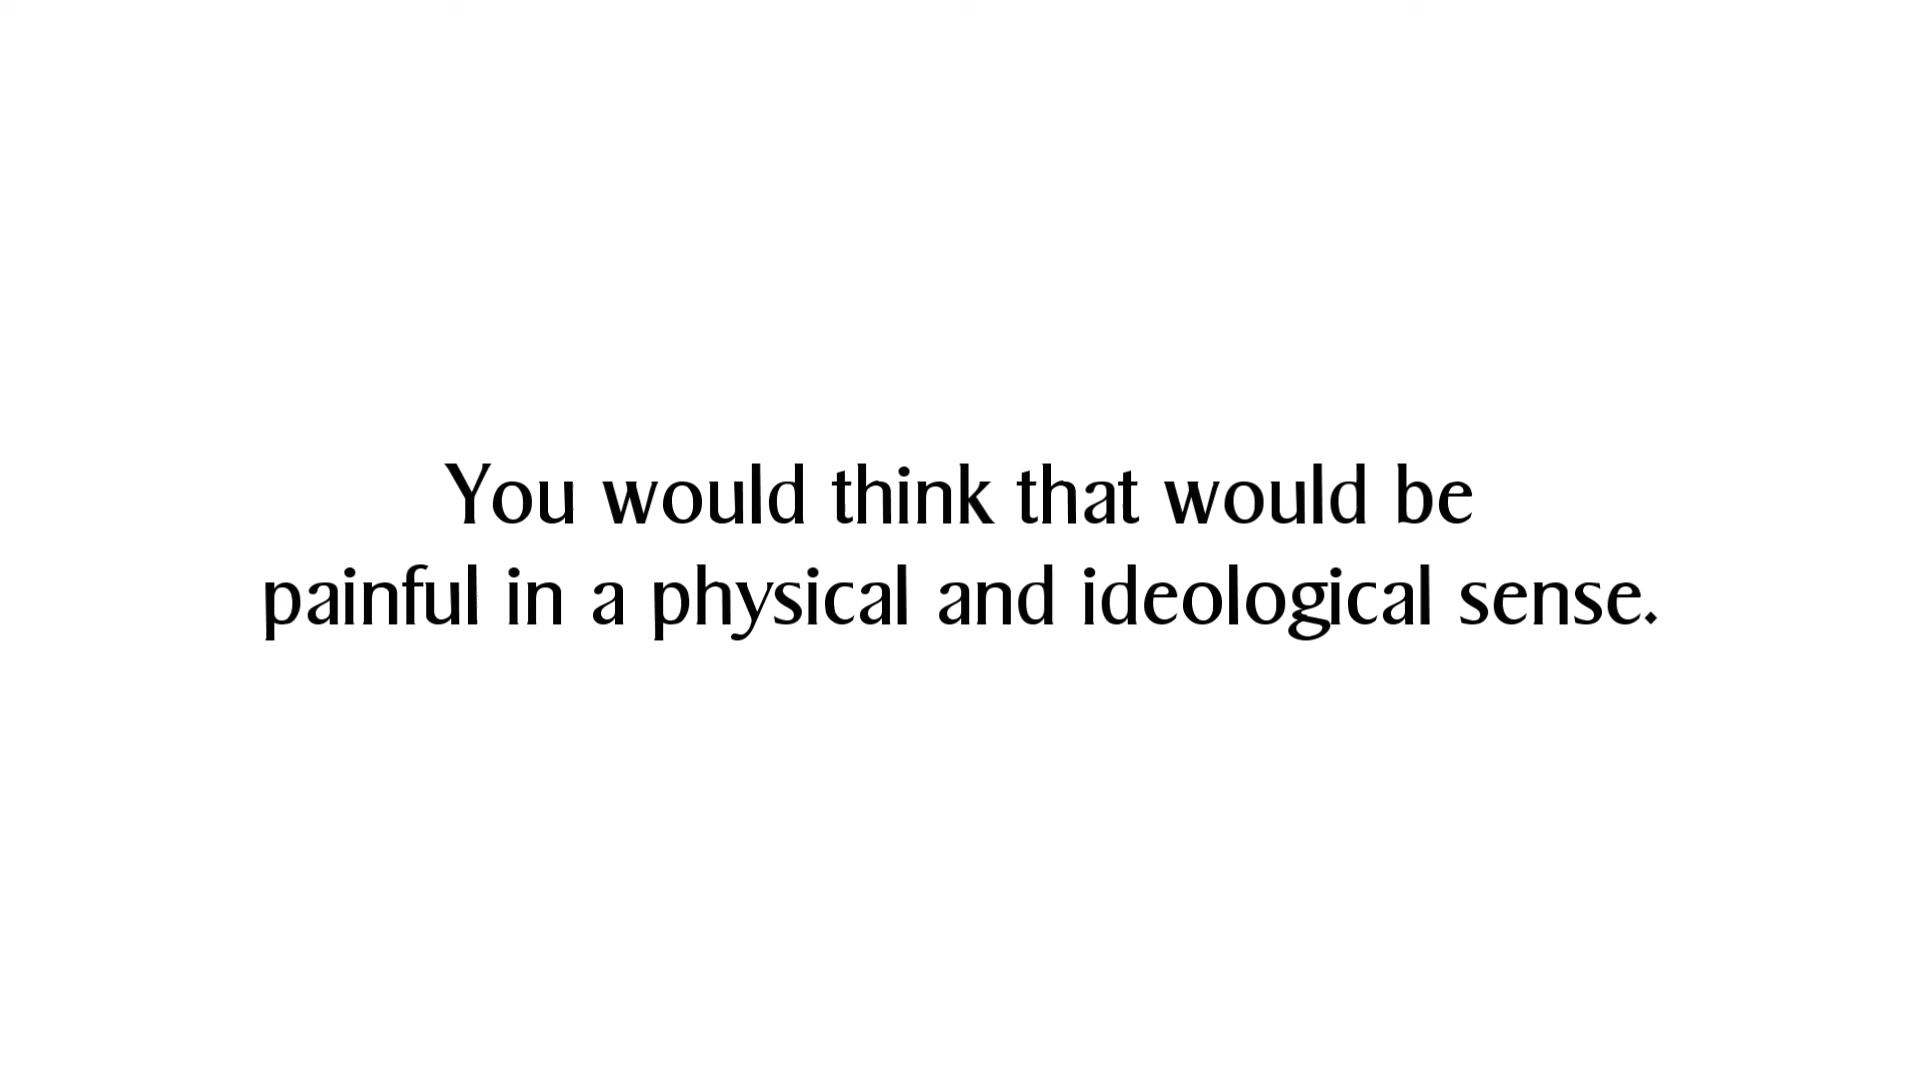 You would think that would be
painful in a physical and ideological sense.